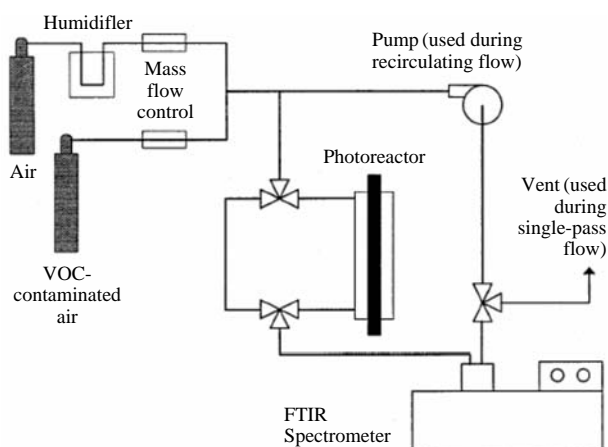 Humidifler
Mass
flow
control
Air
VOC-
contaminated
air
Pump (used during
recirculating flow)
Photoreactor
Vent (used
during
single-pass
flow)
FTIR
Spectrometer